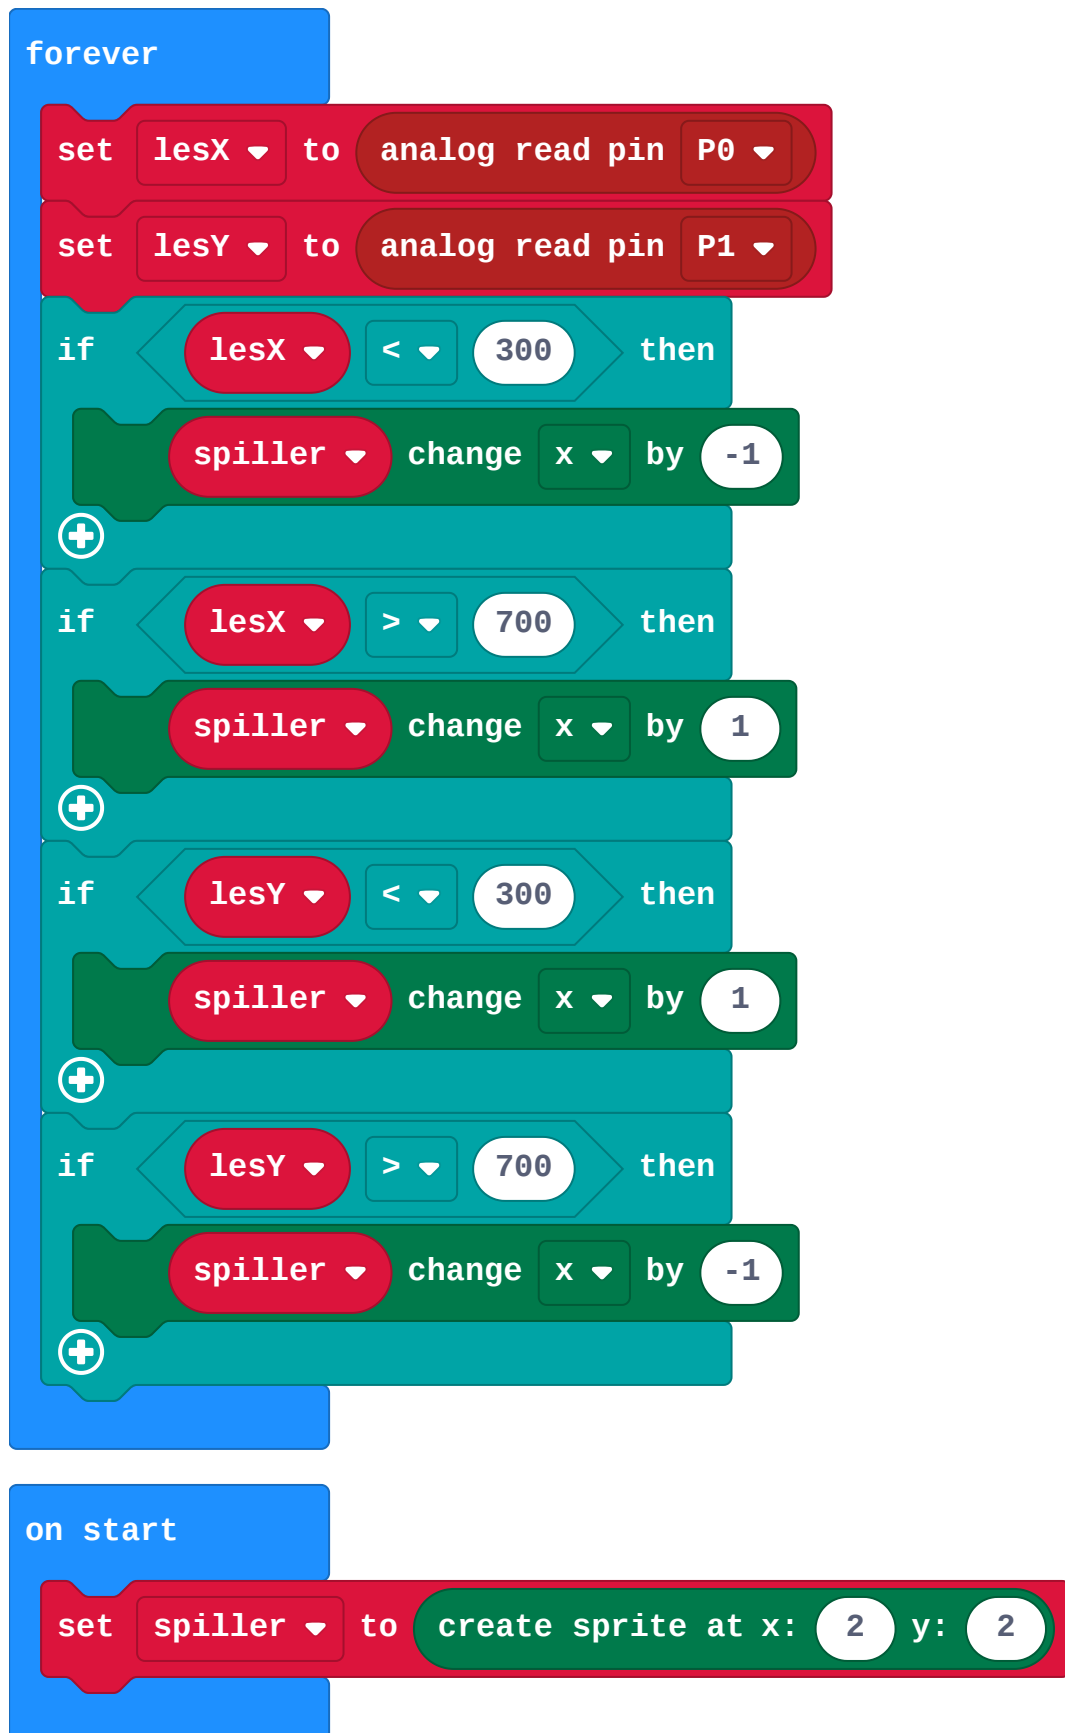 forever
set lesX to analog read pin P0
set lesY to analog read pin P1
if lesX < 300 then
spiller change x by -1
if lesX > 700 then
spiller change x by 1
if lesY < 300 then
spiller change x by 1
if lesY > 700 then
spiller change x by -1
on start
set spiller to create sprite at x: 2 y: 2